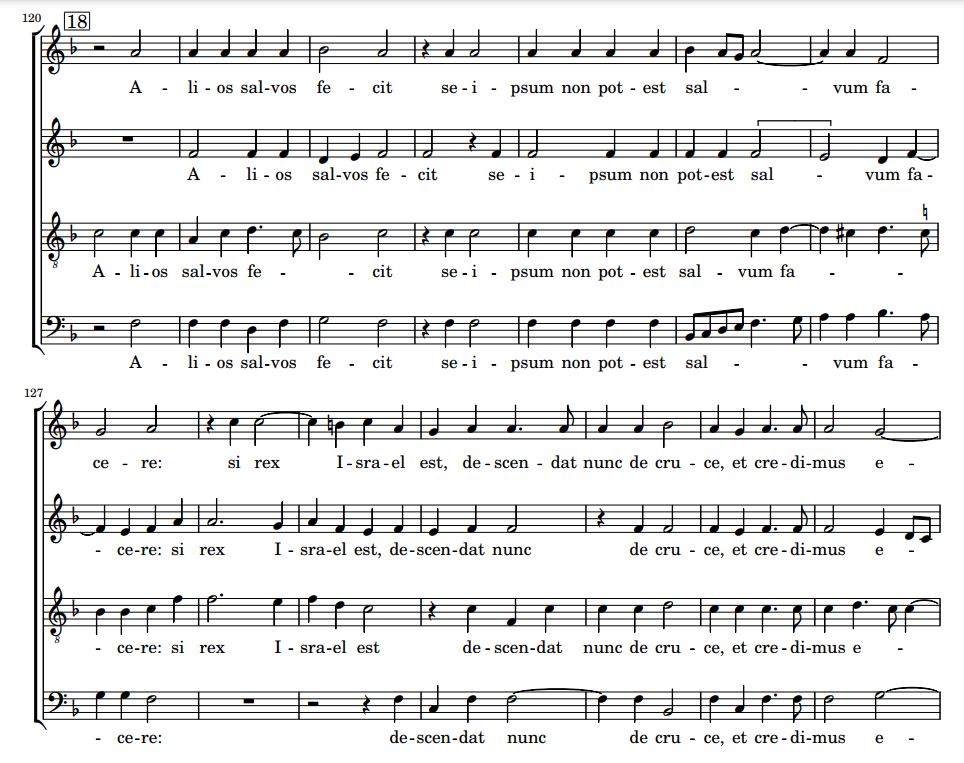 120 18
A - li - os sal-vos fe - cit se - i - psum non pot - est sal - - vum fa -
A - li - os sal-vos fe - cit se - i - psum non pot-est sal - vum fa -
8
A - li - os sal-vos fe - - cit se - i - psum non pot - est sal - vum fa - - -
A - li - os sal-vos fe - cit se - i - psum non pot - est sal - - vum fa -
127
ce - re: si rex I - sra - el est, de - scen - dat nunc de cru - ce, et cre - di - mus e -
- ce-re: si rex I - sra - el est, de-scen-dat nunc de cru - ce, et cre - di - mus e -
8
- ce-re: si rex I - sra-el est de - scen - dat nunc de cru - ce, et cre - di - mus e -
- ce-re: de-scen-dat nunc de cru - ce, et cre - di - mus e -